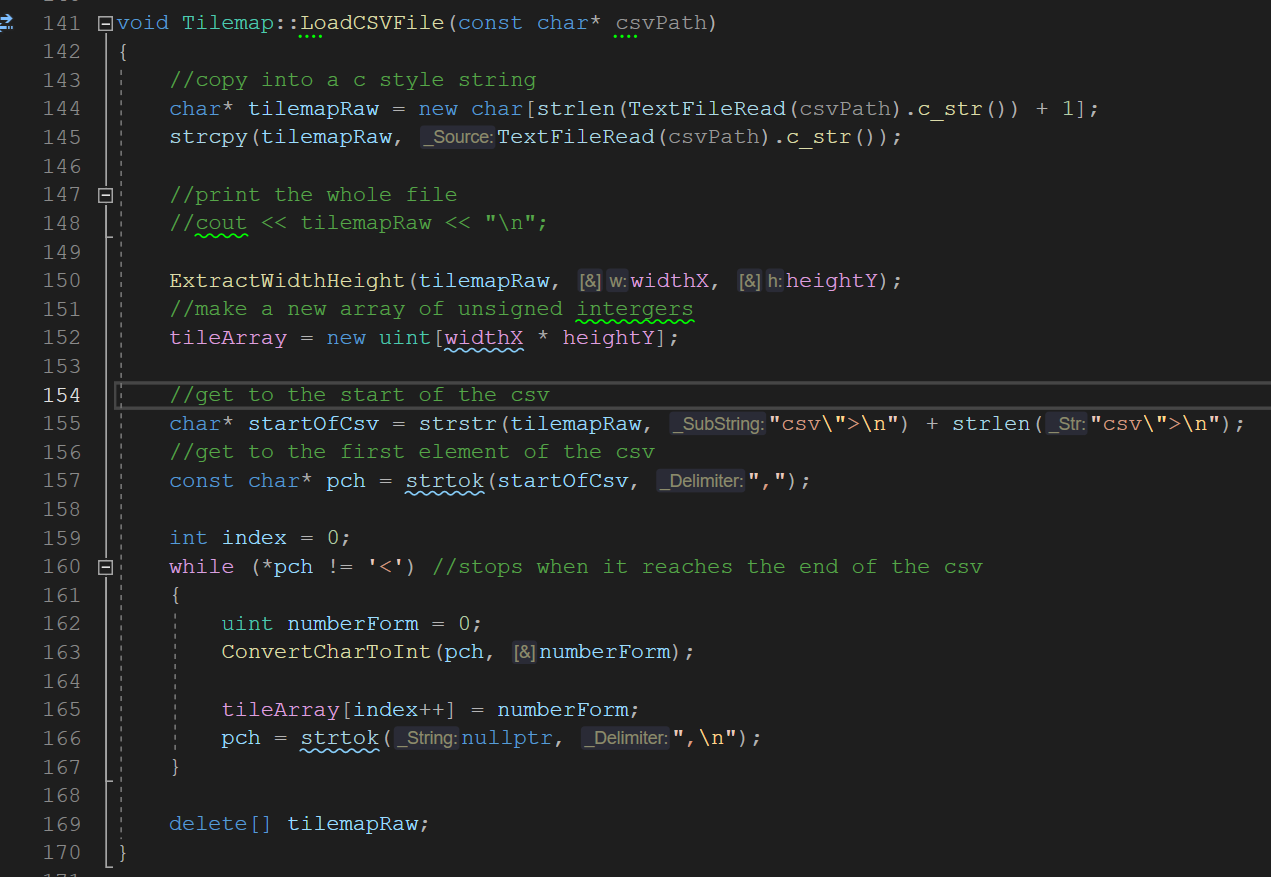 141 void Tilemap::LoadCSVFile(const char* csvPath)
142 {
143 //copy into a c style string
144 char* tilemapRaw = new char[strlen(TextFileRead(csvPath).c_str()) + 1];
145 strcpy(tilemapRaw, _Source:TextFileRead(csvPath).c_str());
146
147 //print the whole file
148 //cout << tilemapRaw << "\n";
149
150 ExtractWidthHeight(tilemapRaw, [&] w:widthX, [&] h:heightY);
151 //make a new array of unsigned intergers
152 tileArray = new uint[widthX * heightY];
153
154 //get to the start of the csv
155 char* startOfCsv = strstr(tilemapRaw, _SubString:"csv\">\n") + strlen(_Str:"csv\">\n");
156 //get to the first element of the csv
157 const char* pch = strtok(startOfCsv, _Delimiter:",");
158
159 int index = 0;
160 while (*pch != '<') //stops when it reaches the end of the csv
161 {
162 uint numberForm = 0;
163 ConvertCharToInt(pch, [&]numberForm);
164
165 tileArray[index++] = numberForm;
166 pch = strtok(_String:nullptr, _Delimiter:",\n");
167 }
168
169 delete[] tilemapRaw;
170 }